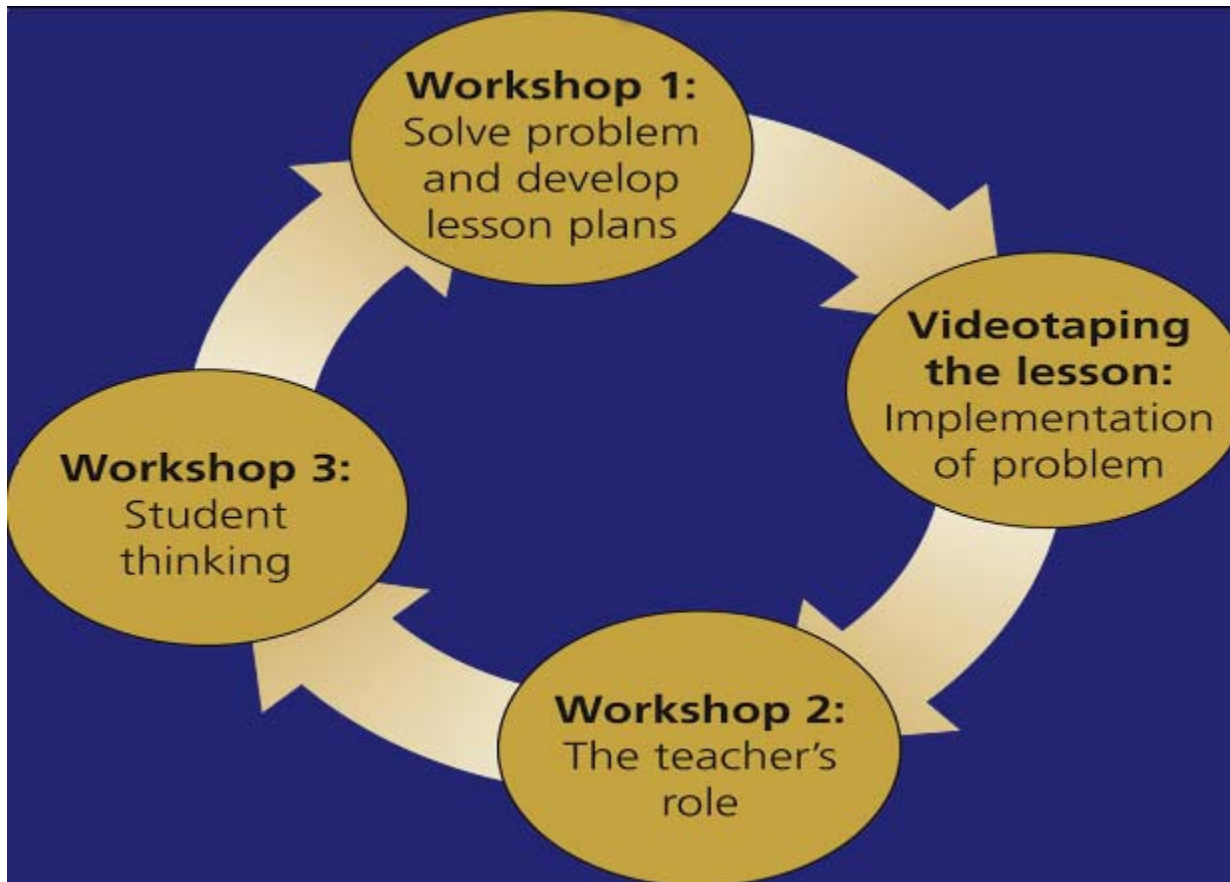 Workshop 1:
Solve problem
and develop
lesson plans
Videotaping
the lesson:
Implementation
of problem
Workshop 2:
The teacher's
role
Workshop 3:
Student
thinking